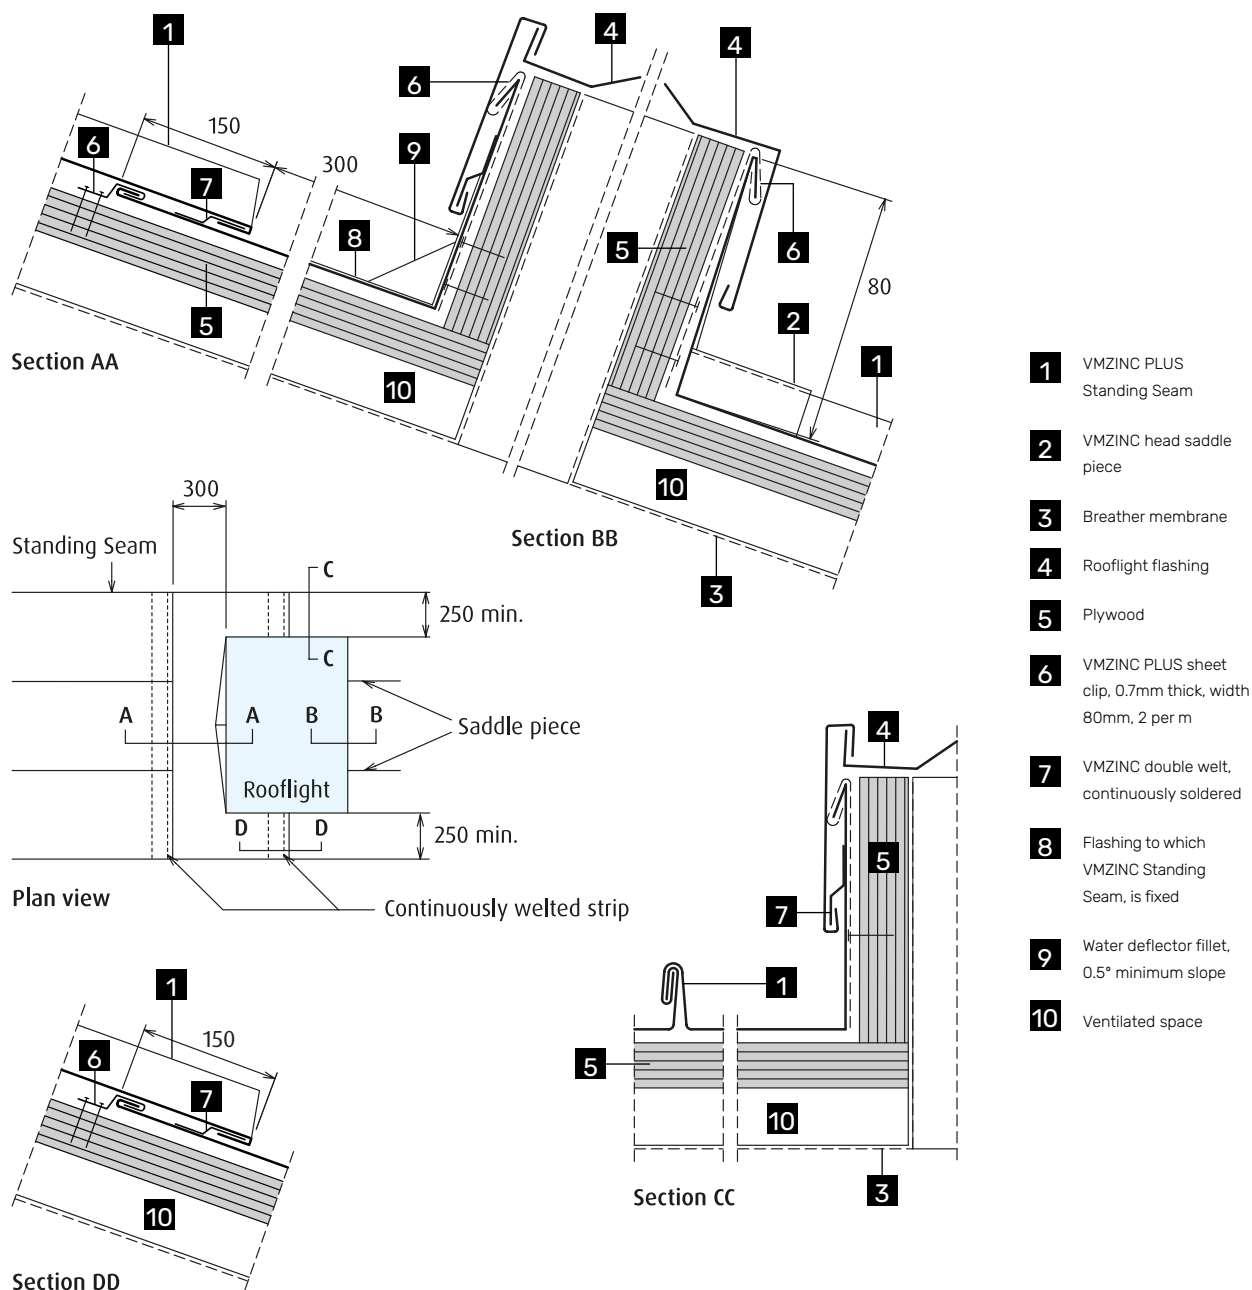 1
4
4
6
150
6
9
300
7
8
5
6
80
5
2
Section AA
10
1
10
300
Section BB
Standing Seam
C
3
250 min.
C
A
A
B
B
Saddle piece
Rooflight
D
D
250 min.
Plan view
Continuously welted strip
4
5
7
1
5
10
Section CC
3
1
150
6
7
10
Section DD
1
VMZINC PLUS
Standing Seam
2
VMZINC head saddle
piece
3
Breather membrane
4
Rooflight flashing
5
Plywood
6
VMZINC PLUS sheet
clip, 0.7mm thick, width
80mm, 2 per m
7
VMZINC double welt,
continuously soldered
8
Flashing to which
VMZINC Standing
Seam, is fixed
9
Water deflector fillet,
0.5° minimum slope
10
Ventilated space